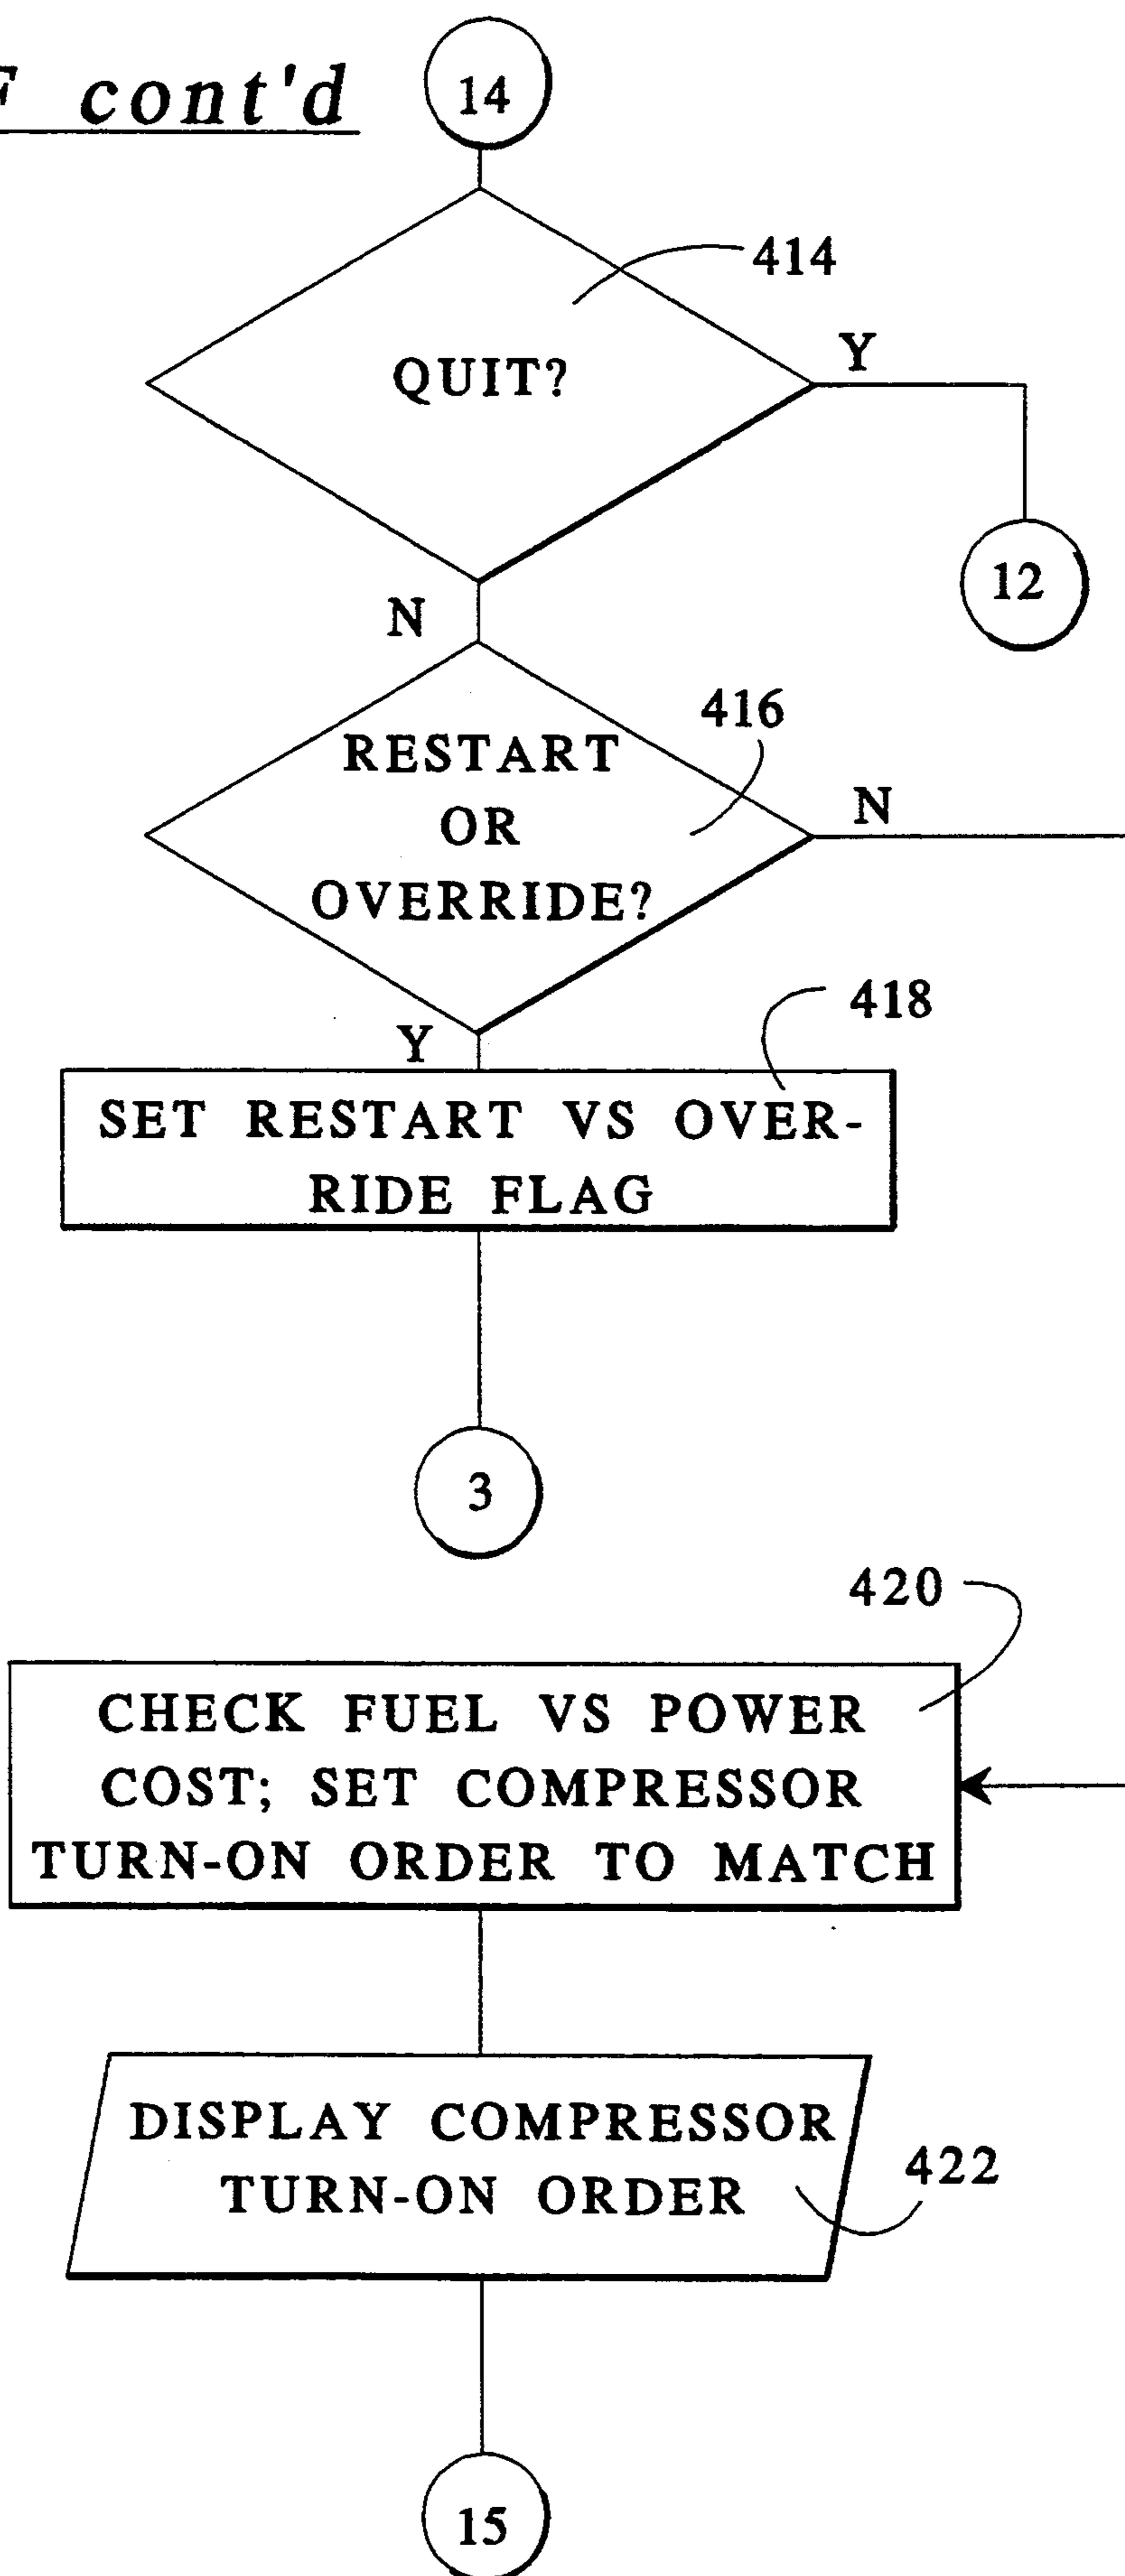 F cont'd
14
414
QUIT?
Y
12
N
416
RESTART
OR
OVERRIDE?
N
418
Y
SET RESTART VS OVER-
RIDE FLAG
3
420
CHECK FUEL VS POWER
COST; SET COMPRESSOR
TURN-ON ORDER TO MATCH
DISPLAY COMPRESSOR
TURN-ON ORDER
422
15